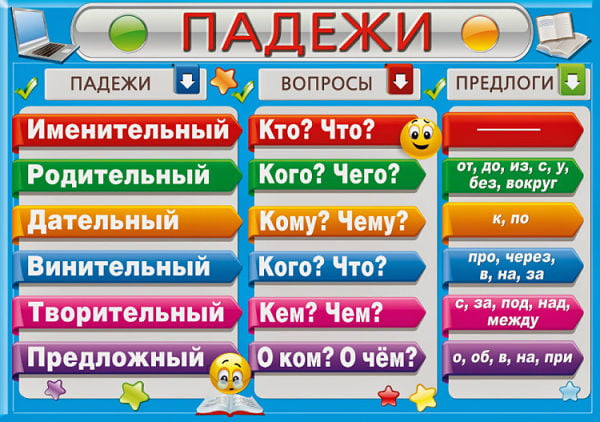 ПАДЕЖИ
ПАДЕЖИ ВОПРОСЫ ПРЕДЛОГИ
Именительный Кто? Что?
Родительный Кого? Чего? от, до, из, с, у,
без, вокруг
Дательный Кому? Чему? к, по
Винительный Кого? Что? про, через,
в, на, за
Творительный Кем? Чем? с, за, под, над,
между
Предложный О ком? О чём? о, об, в, на, при